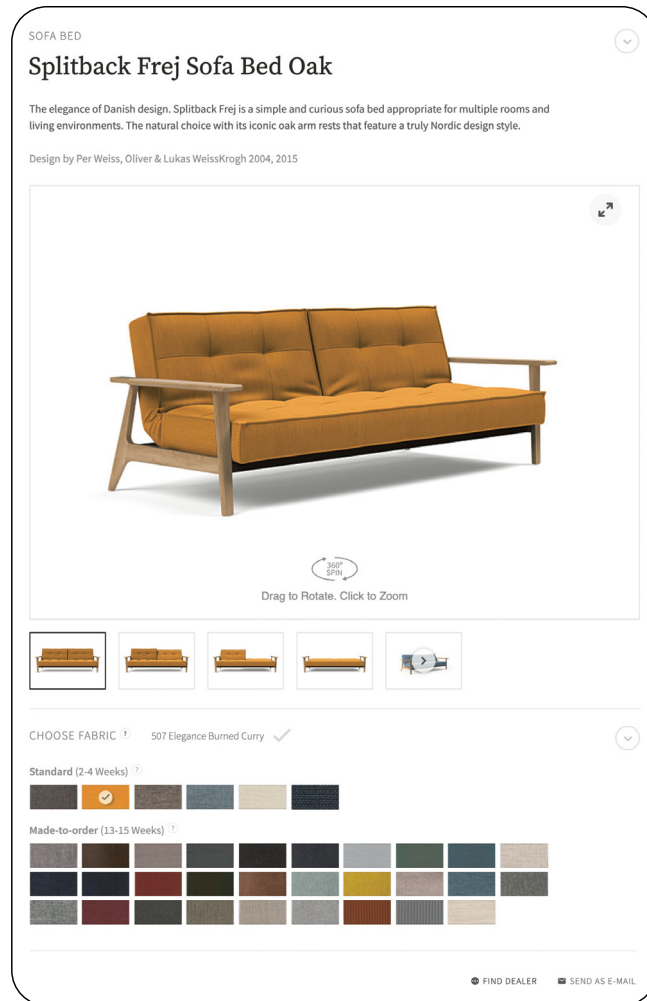 SOFA BED
Splitback Frej Sofa Bed Oak
The elegance of Danish design. Splitback Frej is a simple and curious sofa bed appropriate for multiple rooms and
living environments. The natural choice with its iconic oak arm rests that feature a truly Nordic design style.
Design by Per Weiss, Oliver & Lukas WeissKrogh 2004, 2015
360°
SPIN
Drag to Rotate. Click to Zoom
CHOOSE FABRIC ? 507 Elegance Burned Curry
Standard (2-4 Weeks) ?
Made-to-order (13-15 Weeks) ?
FIND DEALER SEND AS E-MAIL